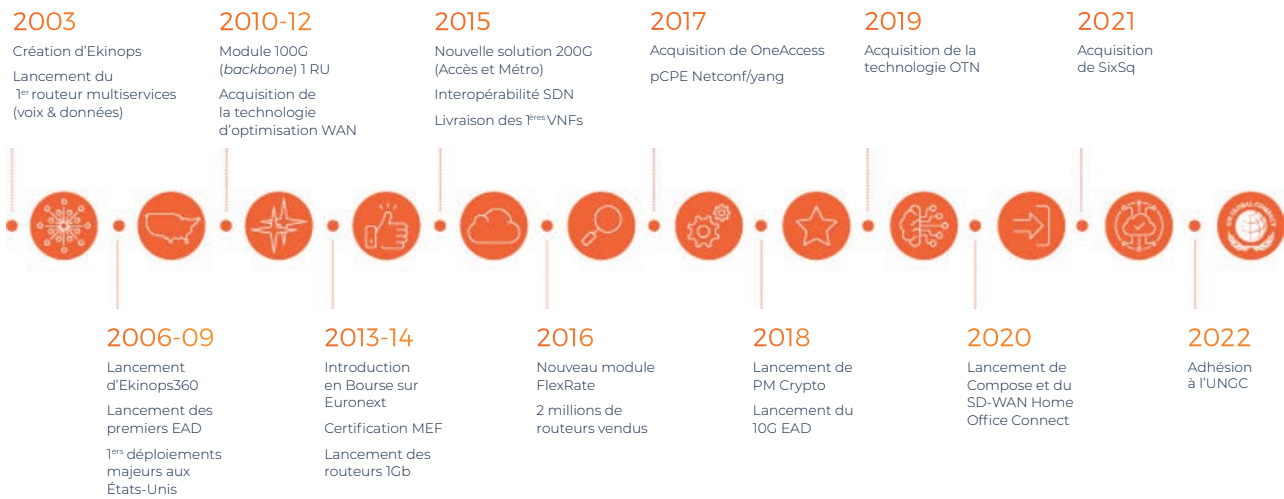 2003
Création d’Ekinops
Lancement du
1er routeur multiservices
(voix & données)
2010-12
Module 100G
(backbone) 1 RU
Acquisition de
la technologie
d’optimisation WAN
2015
Nouvelle solution 200G
(Accès et Métro)
Interopérabilité SDN
Livraison des 1ères VNFs
2017
Acquisition de OneAccess
pCPE Netconf/yang
2019
Acquisition de la
technologie OTN
2021
Acquisition
de SixSq
2006-09
Lancement
d’Ekinops360
Lancement des
premiers EAD
1ers déploiements
majeurs aux
États-Unis
2013-14
Introduction
en Bourse sur
Euronext
Certification MEF
Lancement des
routeurs 1Gb
2016
Nouveau module
FlexRate
2 millions de
routeurs vendus
2018
Lancement de
PM Crypto
Lancement du
10G EAD
2020
Lancement de
Compose et du
SD-WAN Home
Office Connect
2022
Adhésion
à l’UNGC